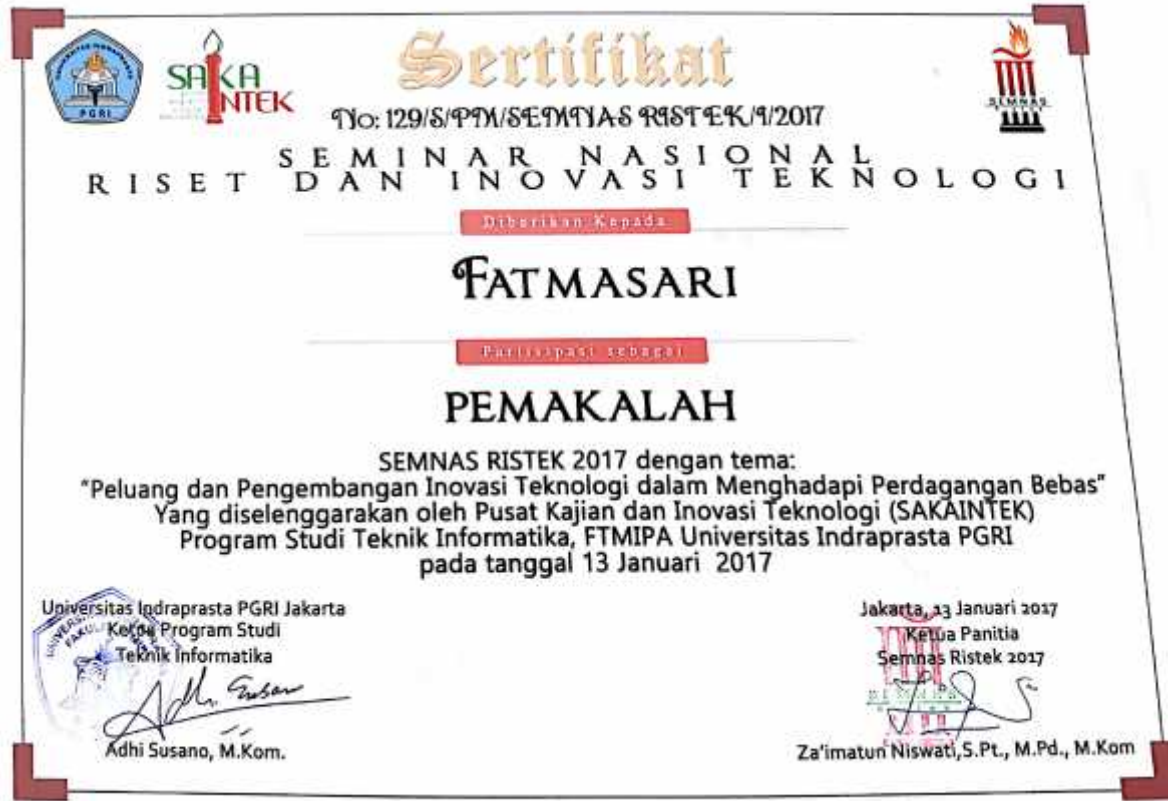 UNIVERSITAS INDRAPRASTA
PGRI
SAKA
INTEK
Sertifikat
SEMNAS
No: 129/S/PM/SEMNAS RISTEK/I/2017
SEMINAR NASIONAL
RISET DAN INOVASI TEKNOLOGI
Diberikan Kepada
FATMASARI
Partisipasi sebagai
PEMAKALAH
SEMNAS RISTEK 2017 dengan tema:
"Peluang dan Pengembangan Inovasi Teknologi dalam Menghadapi Perdagangan Bebas"
Yang diselenggarakan oleh Pusat Kajian dan Inovasi Teknologi (SAKAINTEK)
Program Studi Teknik Informatika, FTMIPA Universitas Indraprasta PGRI
pada tanggal 13 Januari 2017
Universitas Indraprasta PGRI Jakarta
Ketua Program Studi
Teknik Informatika
Adhi Susano, M.Kom.
Jakarta, 13 Januari 2017
Ketua Panitia
Semnas Ristek 2017
Za'imatun Niswati,S.Pt., M.Pd., M.Kom